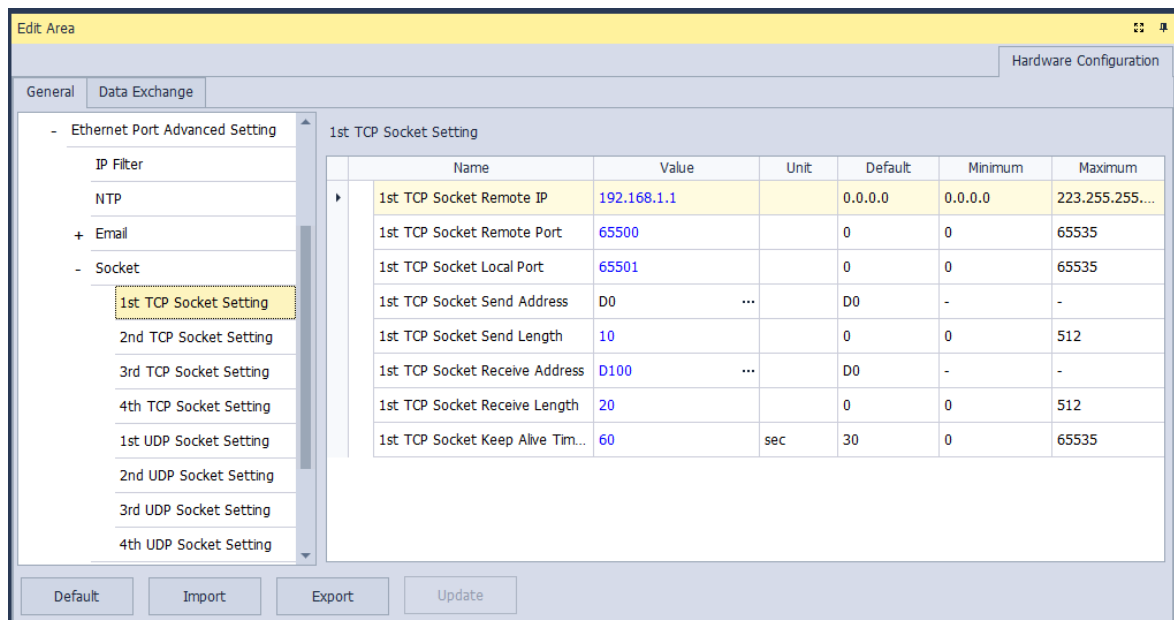 Edit Area
Hardware Configuration
General Data Exchange
- Ethernet Port Advanced Setting
IP Filter
NTP
+ Email
- Socket
1st TCP Socket Setting
2nd TCP Socket Setting
3rd TCP Socket Setting
4th TCP Socket Setting
1st UDP Socket Setting
2nd UDP Socket Setting
3rd UDP Socket Setting
4th UDP Socket Setting
1st TCP Socket Setting
Name Value Unit Default Minimum Maximum
1st TCP Socket Remote IP 192.168.1.1 0.0.0.0 0.0.0.0 223.255.255....
1st TCP Socket Remote Port 65500 0 0 65535
1st TCP Socket Local Port 65501 0 0 65535
1st TCP Socket Send Address D0 ... D0 - -
1st TCP Socket Send Length 10 0 0 512
1st TCP Socket Receive Address D100 ... D0 - -
1st TCP Socket Receive Length 20 0 0 512
1st TCP Socket Keep Alive Tim... 60 sec 30 0 65535
Default Import Export Update